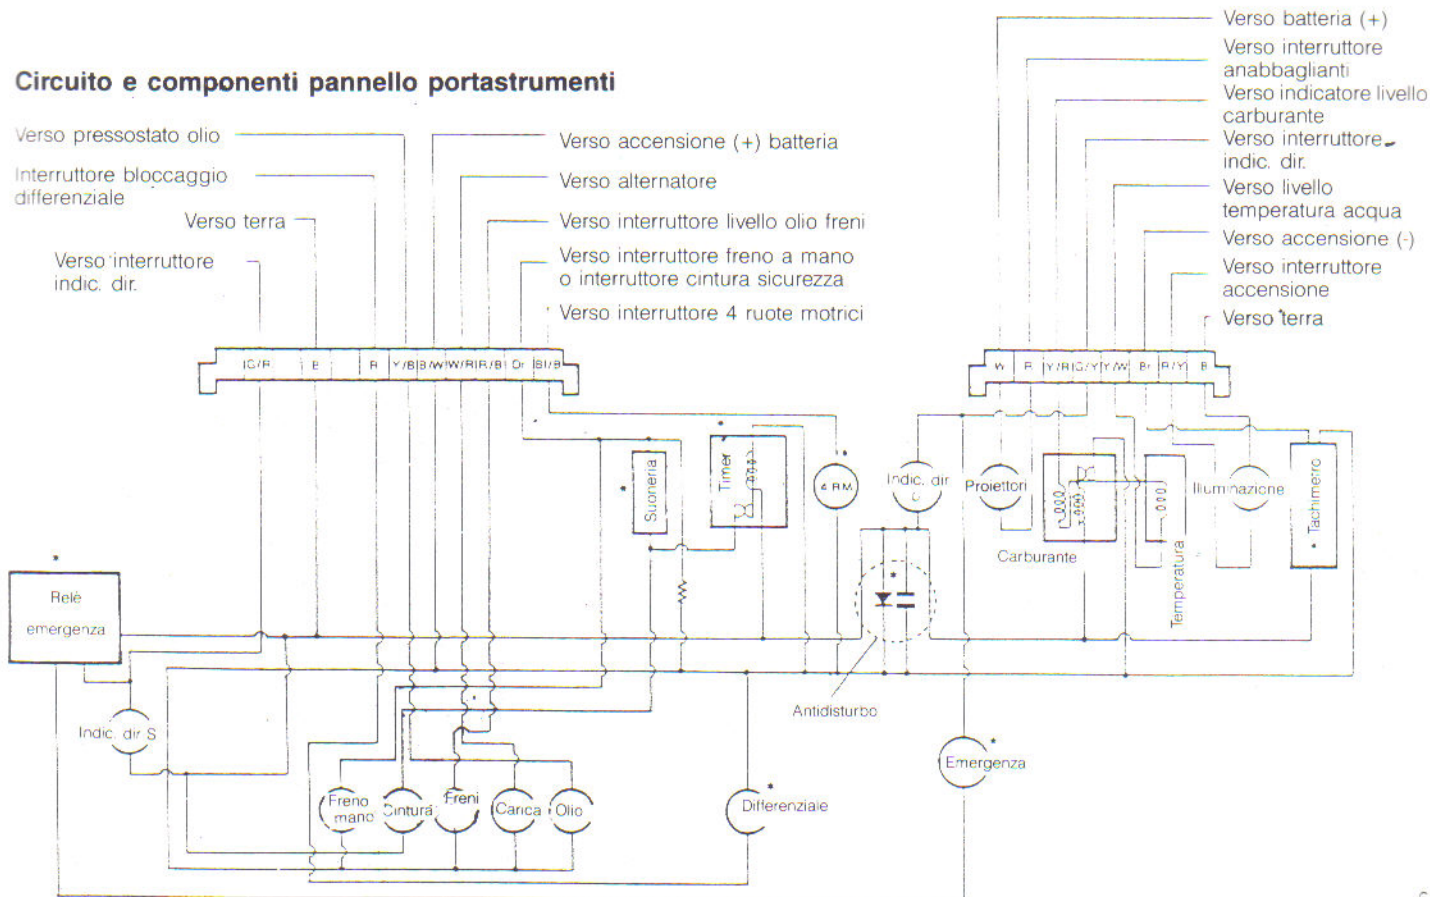 Circuito e componenti pannello portastrumenti
Verso pressostato olio
Interruttore bloccaggio
differenziale
Verso terra
Verso interruttore
indic. dir.
Verso accensione (+) batteria
Verso alternatore
Verso interruttore livello olio freni
Verso interruttore freno a mano
o interruttore cintura sicurezza
Verso interruttore 4 ruote motrici
Verso batteria (+)
Verso interruttore
anabbaglianti
Verso indicatore livello
carburante
Verso interruttore
indic. dir.
Verso livello
temperatura acqua
Verso accensione (-)
Verso interruttore
accensione
Verso terra
G/R B R Y/B B/W W/R R/B Or Bl/B
W R Y/R G/Y Y/W Br R/Y B
* Suoneria
* Timer
* 4 RM
Indic. dir
Proiettori
Carburante
Temperatura
Illuminazione
* Tachimetro
*
Relè
emergenza
*
Antidisturbo
Indic. dir S
Freno
mano
Cintura
Freni
Carica
Olio
* Differenziale
* Emergenza